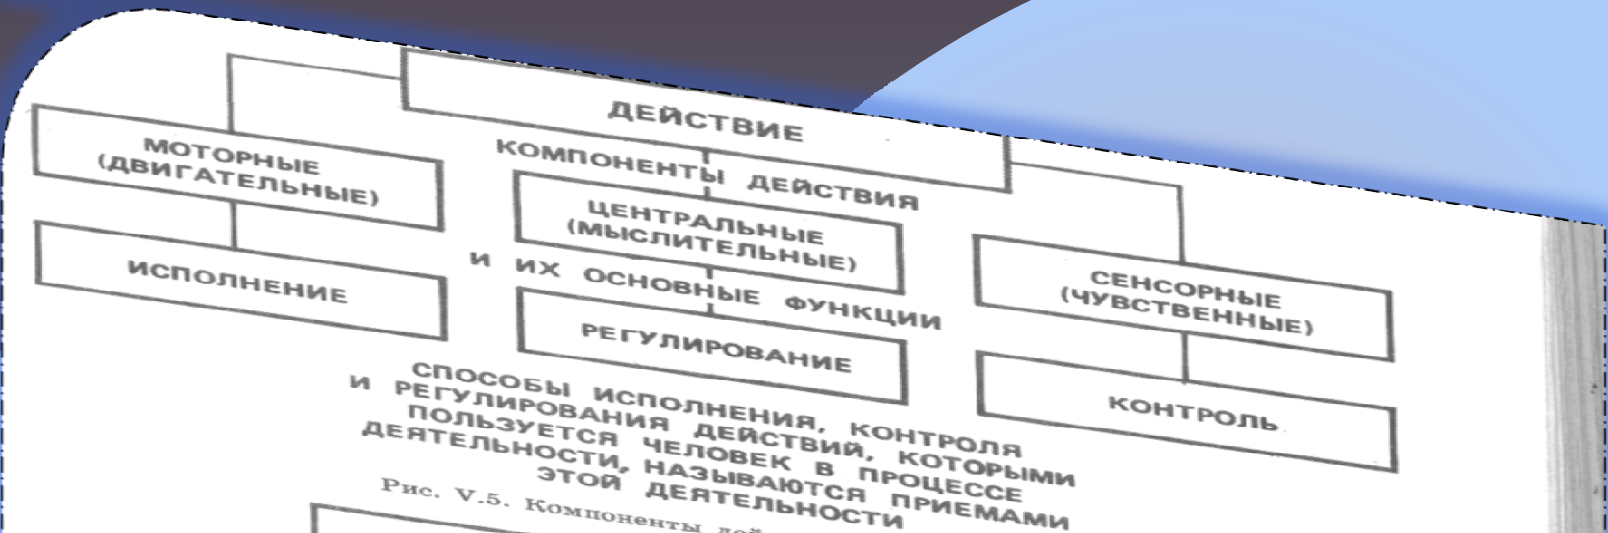 ДЕЙСТВИЕ
КОМПОНЕНТЫ ДЕЙСТВИЯ
МОТОРНЫЕ
(ДВИГАТЕЛЬНЫЕ)
ЦЕНТРАЛЬНЫЕ
(МЫСЛИТЕЛЬНЫЕ)
СЕНСОРНЫЕ
(ЧУВСТВЕННЫЕ)
И ИХ ОСНОВНЫЕ ФУНКЦИИ
ИСПОЛНЕНИЕ
РЕГУЛИРОВАНИЕ
КОНТРОЛЬ
СПОСОБЫ ИСПОЛНЕНИЯ, КОНТРОЛЯ
И РЕГУЛИРОВАНИЯ ДЕЙСТВИЙ, КОТОРЫМИ
ПОЛЬЗУЕТСЯ ЧЕЛОВЕК В ПРОЦЕССЕ
ДЕЯТЕЛЬНОСТИ, НАЗЫВАЮТСЯ ПРИЕМАМИ
ЭТОЙ ДЕЯТЕЛЬНОСТИ
Рис. V.5. Компоненты